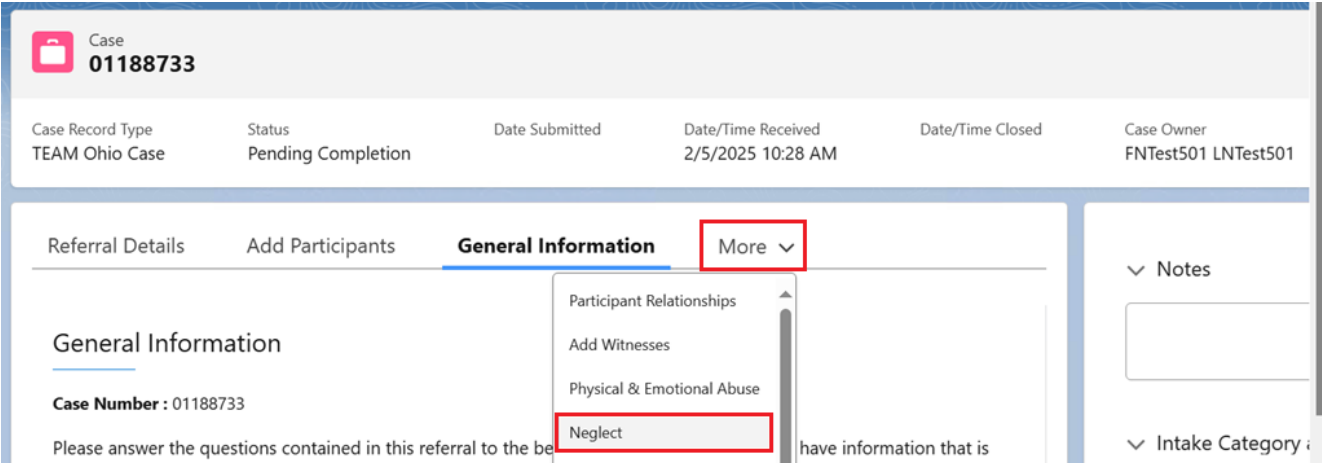 Case
01188733
Case Record Type
TEAM Ohio Case
Status
Pending Completion
Date Submitted
Date/Time Received
2/5/2025 10:28 AM
Date/Time Closed
Case Owner
FNTest501 LNTest501
Referral Details
Add Participants
General Information
More
Participant Relationships
Add Witnesses
Physical & Emotional Abuse
Neglect
General Information
Case Number : 01188733
Please answer the questions contained in this referral to the be
have information that is
Notes
Intake Category